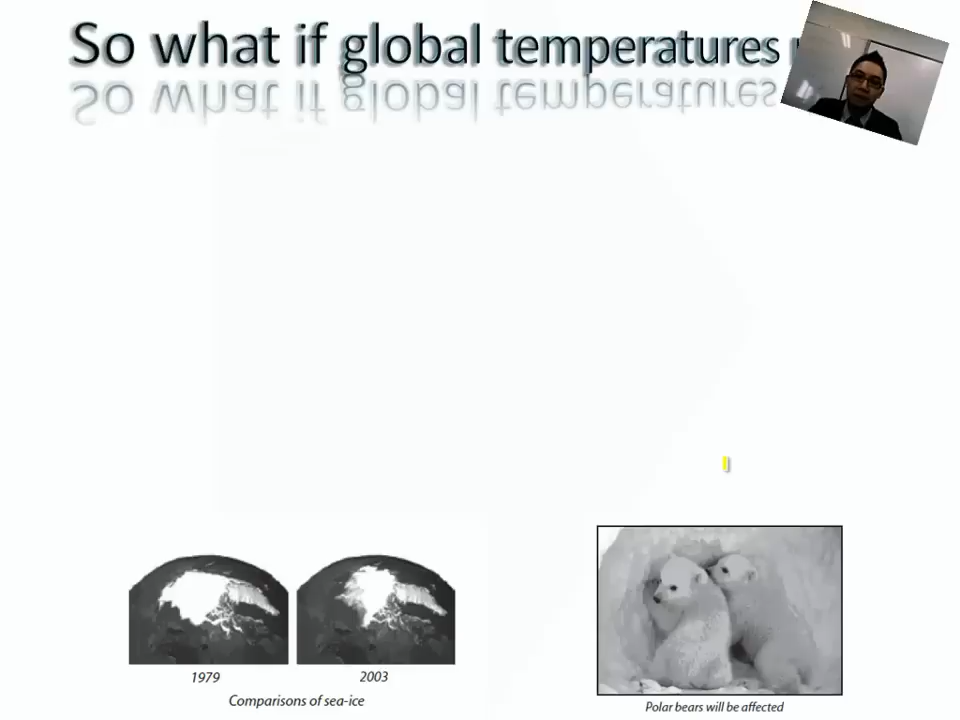 So what if global temperatures
1979
2003
Comparisons of sea-ice
Polar bears will be affected